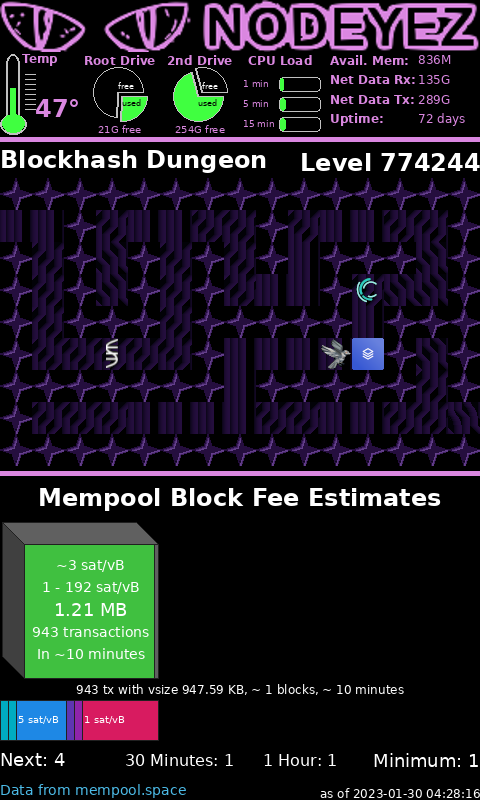 NODEYEZ
Temp
47°
Root Drive
free
used
21G free
2nd Drive
free
used
254G free
CPU Load
1 min
5 min
15 min
Avail. Mem: 836M
Net Data Rx: 135G
Net Data Tx: 289G
Uptime: 72 days
Blockhash Dungeon
Level 774244
Mempool Block Fee Estimates
~3 sat/vB
1 - 192 sat/vB
1.21 MB
943 transactions
In ~10 minutes
943 tx with vsize 947.59 KB, ~ 1 blocks, ~ 10 minutes
5 sat/vB
1 sat/vB
Next: 4
30 Minutes: 1
1 Hour: 1
Minimum: 1
Data from mempool.space
as of 2023-01-30 04:28:16